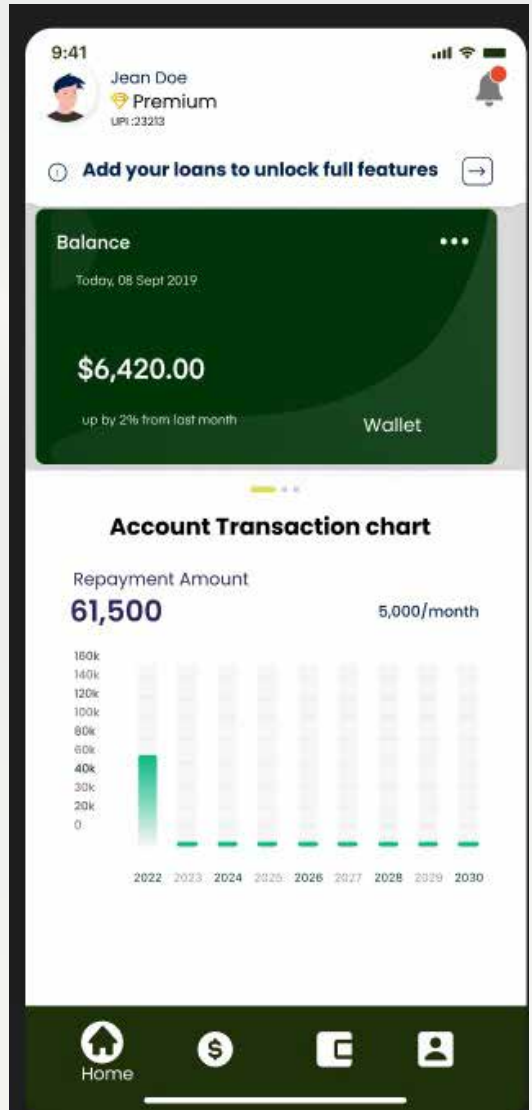 9:41
Jean Doe
Premium
UPI :23213
Add your loans to unlock full features
Balance
Today, 08 Sept 2019
$6,420.00
up by 2% from last month
Wallet
Account Transaction chart
Repayment Amount
61,500
5,000/month
160k
140k
120k
100k
80k
60k
40k
30k
20k
0
2022 2023 2024 2025 2026 2027 2028 2029 2030
$
Home